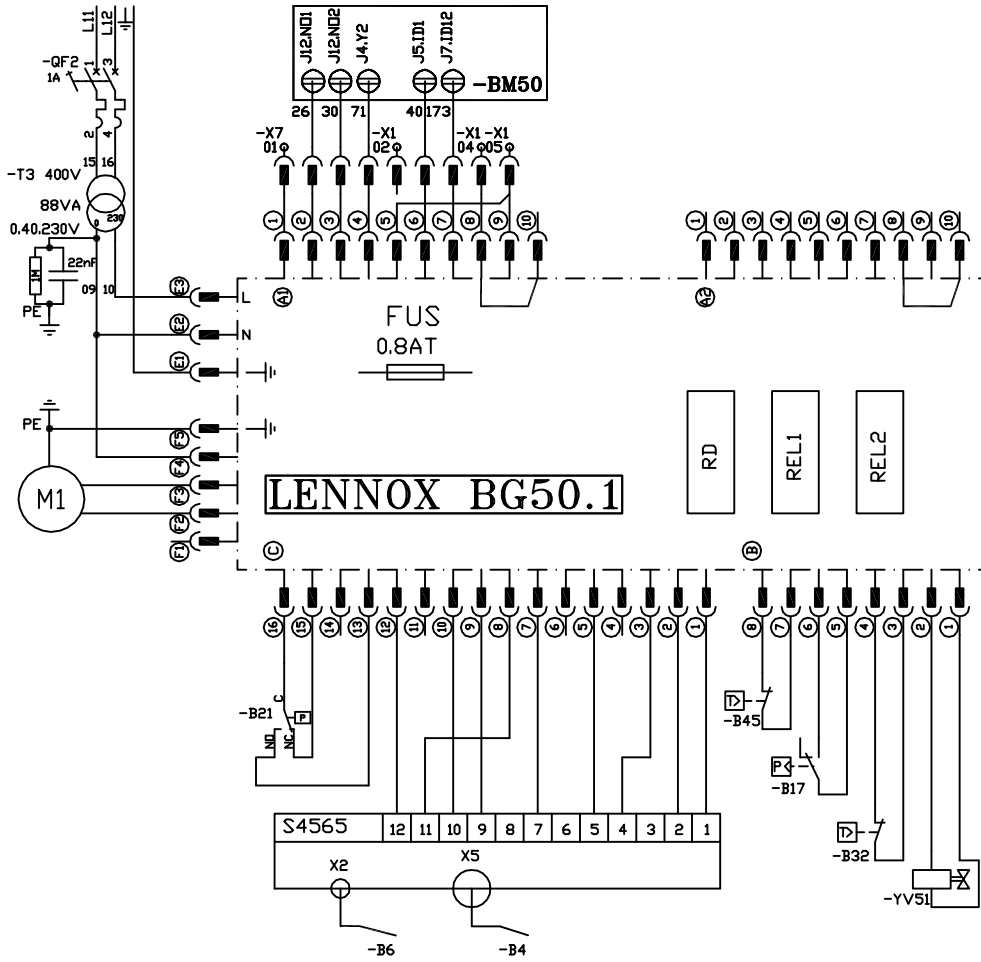 L11 L12
-QF2
1A
1 3
2 4
15 16
-T3 400V
88VA
0 230
0.40.230V
22nF
1M
09 10
PE
J12.NO1 J12.NO2 J4.Y2 J5.ID1 J7.ID12
-BM50
26 30 71 40 173
-X7 -X1 -X1 -X1
01 02 04 05
1 2 3 4 5 6 7 8 9 10
1 2 3 4 5 6 7 8 9 10
A1 A2
E3 L
E2 N
E1
FUS
0.8AT
PE
F5
F4
F3
F2
F1
M1
RD REL1 REL2
LENNOX BG50.1
C B
16 15 14 13 12 11 10 9 8 7 6 5 4 3 2 1
8 7 6 5 4 3 2 1
C
-B21 P
NO NC
T> -B45
P< -B17
T> -B32
-YV51
S4565 12 11 10 9 8 7 6 5 4 3 2 1
X2 X5
-B6 -B4